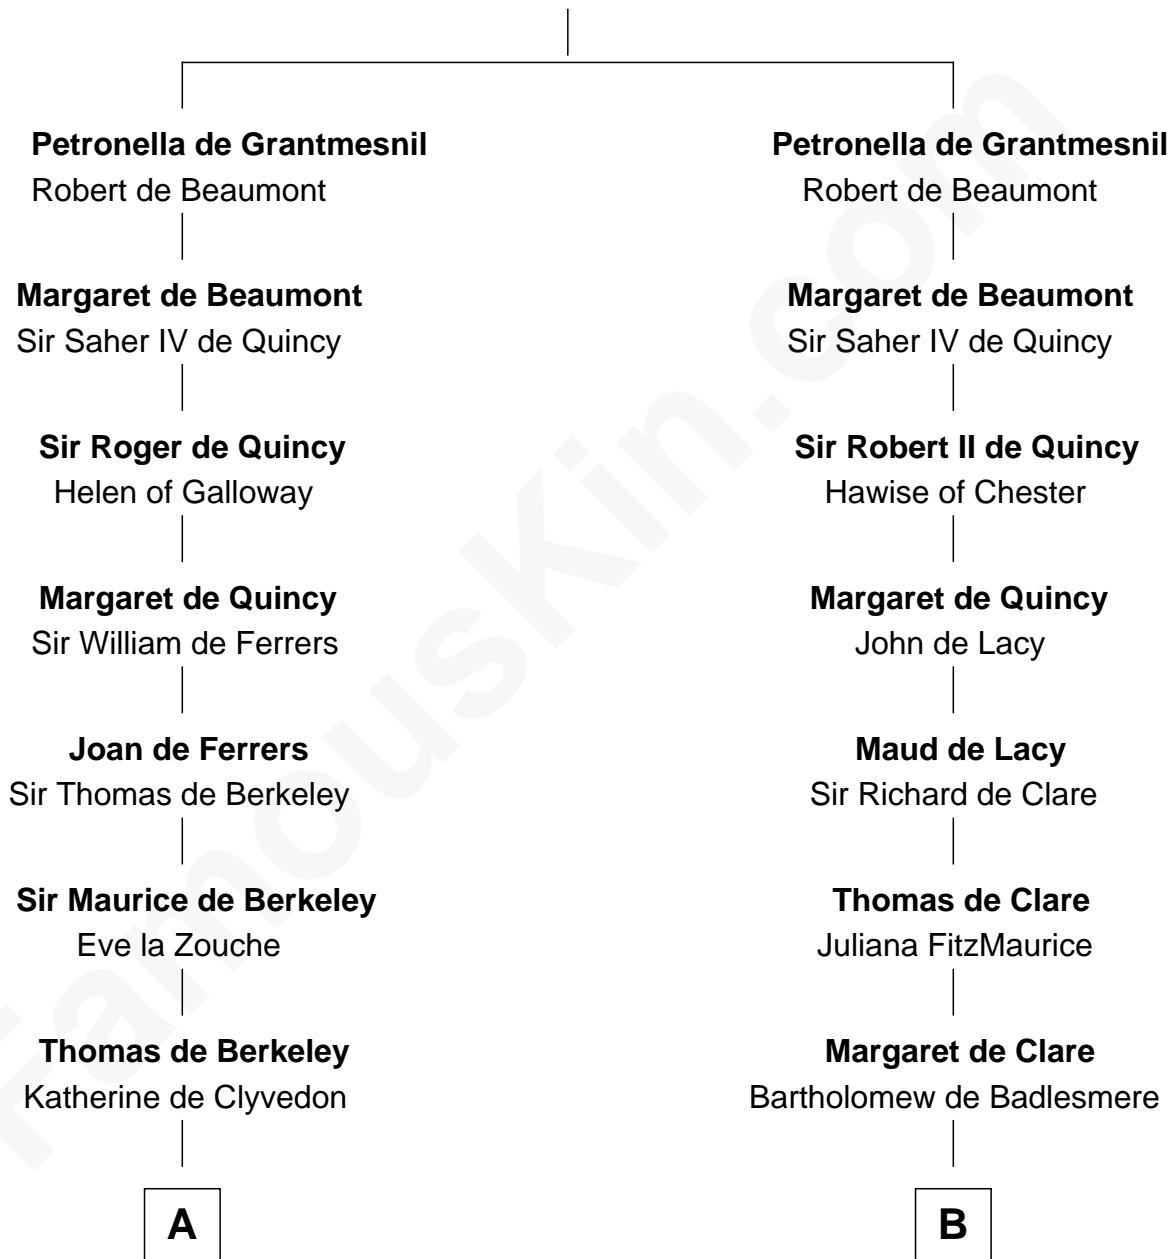 Petronella de Grantmesnil
Robert de Beaumont
Margaret de Beaumont
Sir Saher IV de Quincy
Sir Roger de Quincy
Helen of Galloway
Margaret de Quincy
Sir William de Ferrers
Joan de Ferrers
Sir Thomas de Berkeley
Sir Maurice de Berkeley
Eve la Zouche
Thomas de Berkeley
Katherine de Clyvedon
A
Petronella de Grantmesnil
Robert de Beaumont
Margaret de Beaumont
Sir Saher IV de Quincy
Sir Robert II de Quincy
Hawise of Chester
Margaret de Quincy
John de Lacy
Maud de Lacy
Sir Richard de Clare
Thomas de Clare
Juliana FitzMaurice
Margaret de Clare
Bartholomew de Badlesmere
B
FamousKin.com